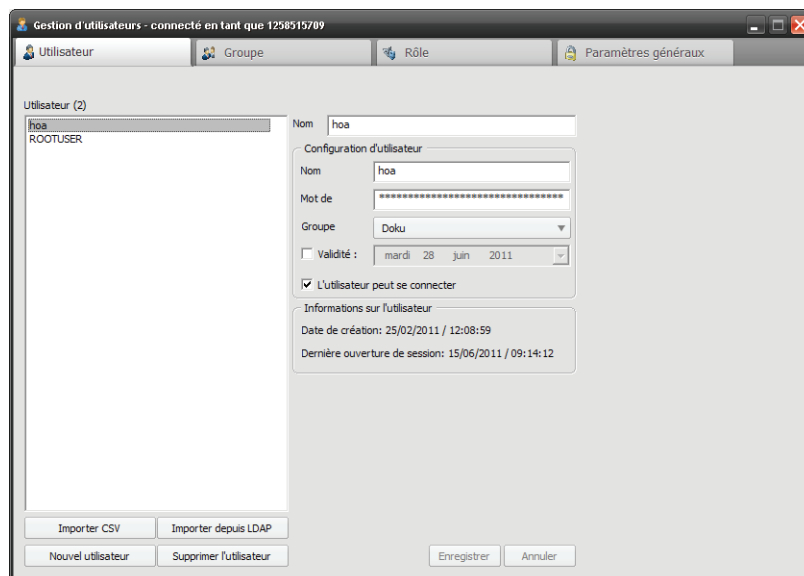 Gestion d'utilisateurs - connecté en tant que 1258515709
Utilisateur Groupe Rôle Paramètres généraux
Utilisateur (2)
hoa
ROOTUSER
Nom hoa
Configuration d'utilisateur
Nom hoa
Mot de ********************************
Groupe Doku
Validité : mardi 28 juin 2011
L'utilisateur peut se connecter
Informations sur l'utilisateur
Date de création: 25/02/2011 / 12:08:59
Dernière ouverture de session: 15/06/2011 / 09:14:12
Importer CSV Importer depuis LDAP
Nouvel utilisateur Supprimer l'utilisateur Enregistrer Annuler